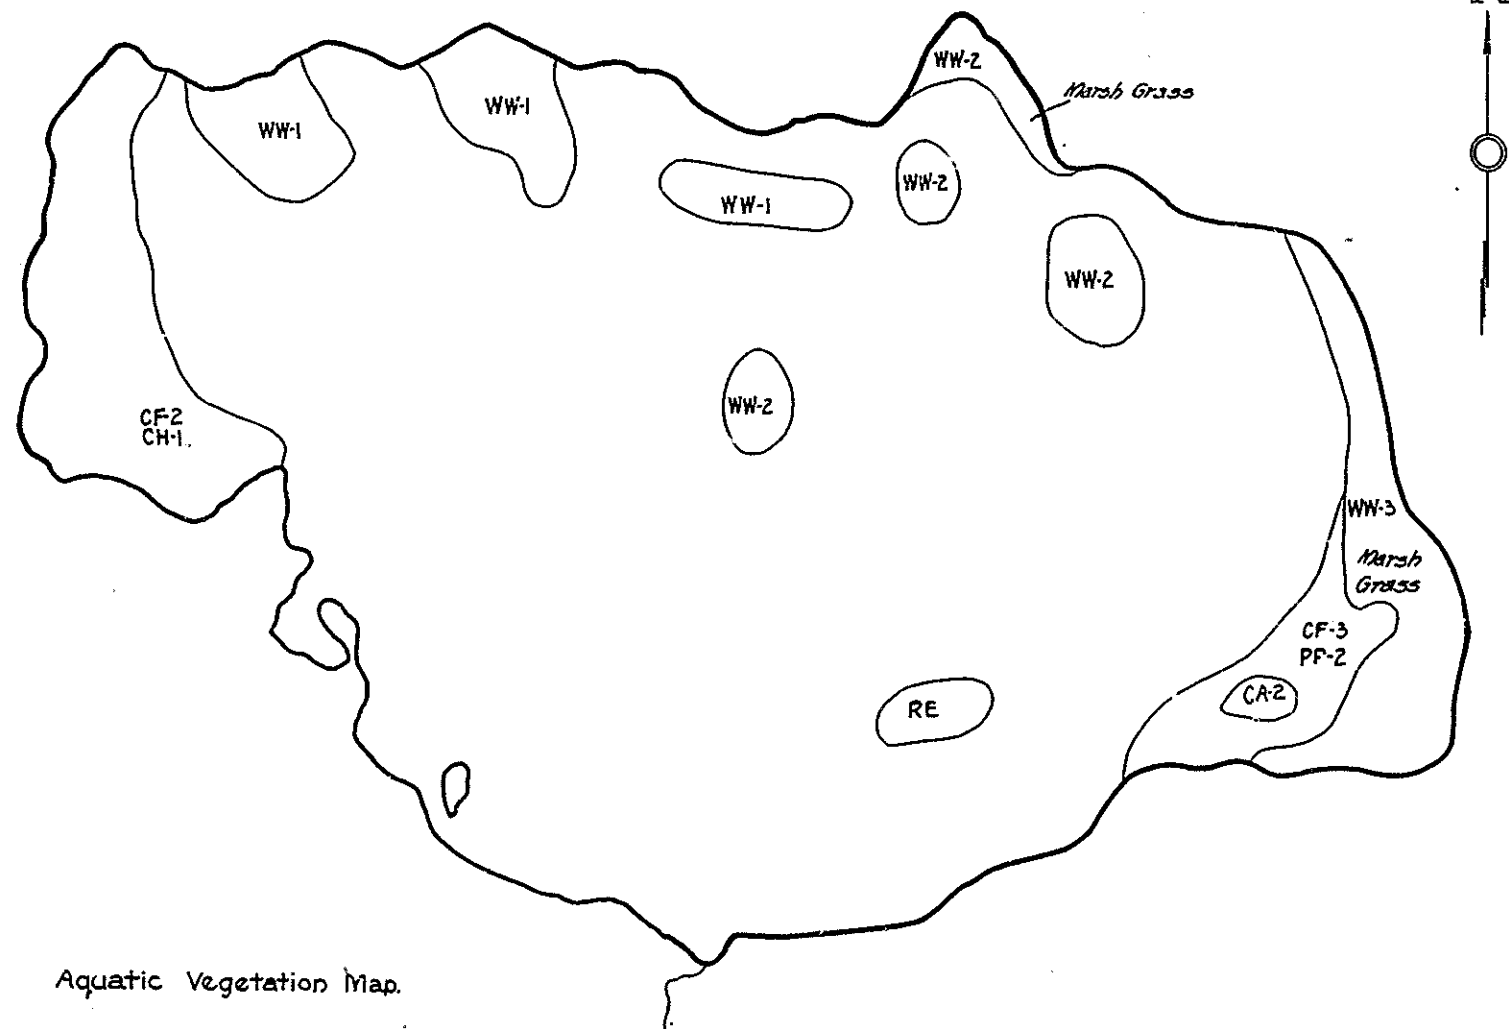 WW-2
Marsh Grass
WW-1
WW-1
WW-2
WW-1
WW-2
WW-2
CF-2
CH-1
WW-3
Marsh
Grass
CF-3
PF-2
CA-2
RE
Aquatic Vegetation Map.